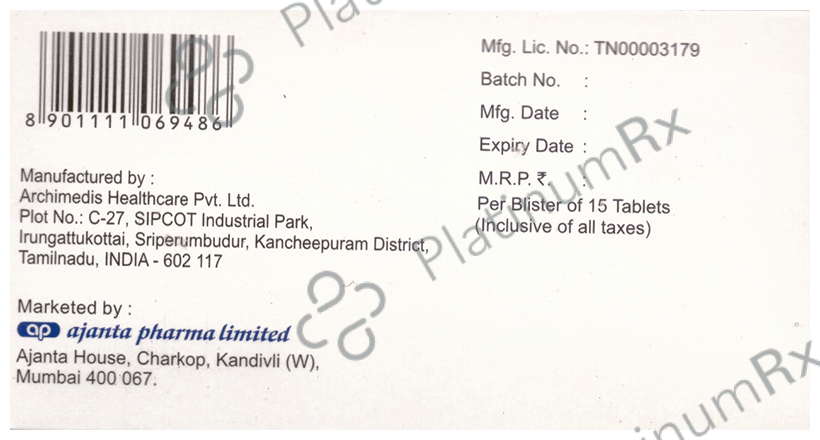 8 901111 069486
Manufactured by :
Archimedis Healthcare Pvt. Ltd.
Plot No.: C-27, SIPCOT Industrial Park,
Irungattukottai, Sriperumbudur, Kancheepuram District,
Tamilnadu, INDIA - 602 117
Marketed by :
ap ajanta pharma limited
Ajanta House, Charkop, Kandivli (W),
Mumbai 400 067.
Mfg. Lic. No.: TN00003179
Batch No. :
Mfg. Date :
Expiry Date :
M.R.P. ₹. :
Per Blister of 15 Tablets
(Inclusive of all taxes)
PlatinumRx